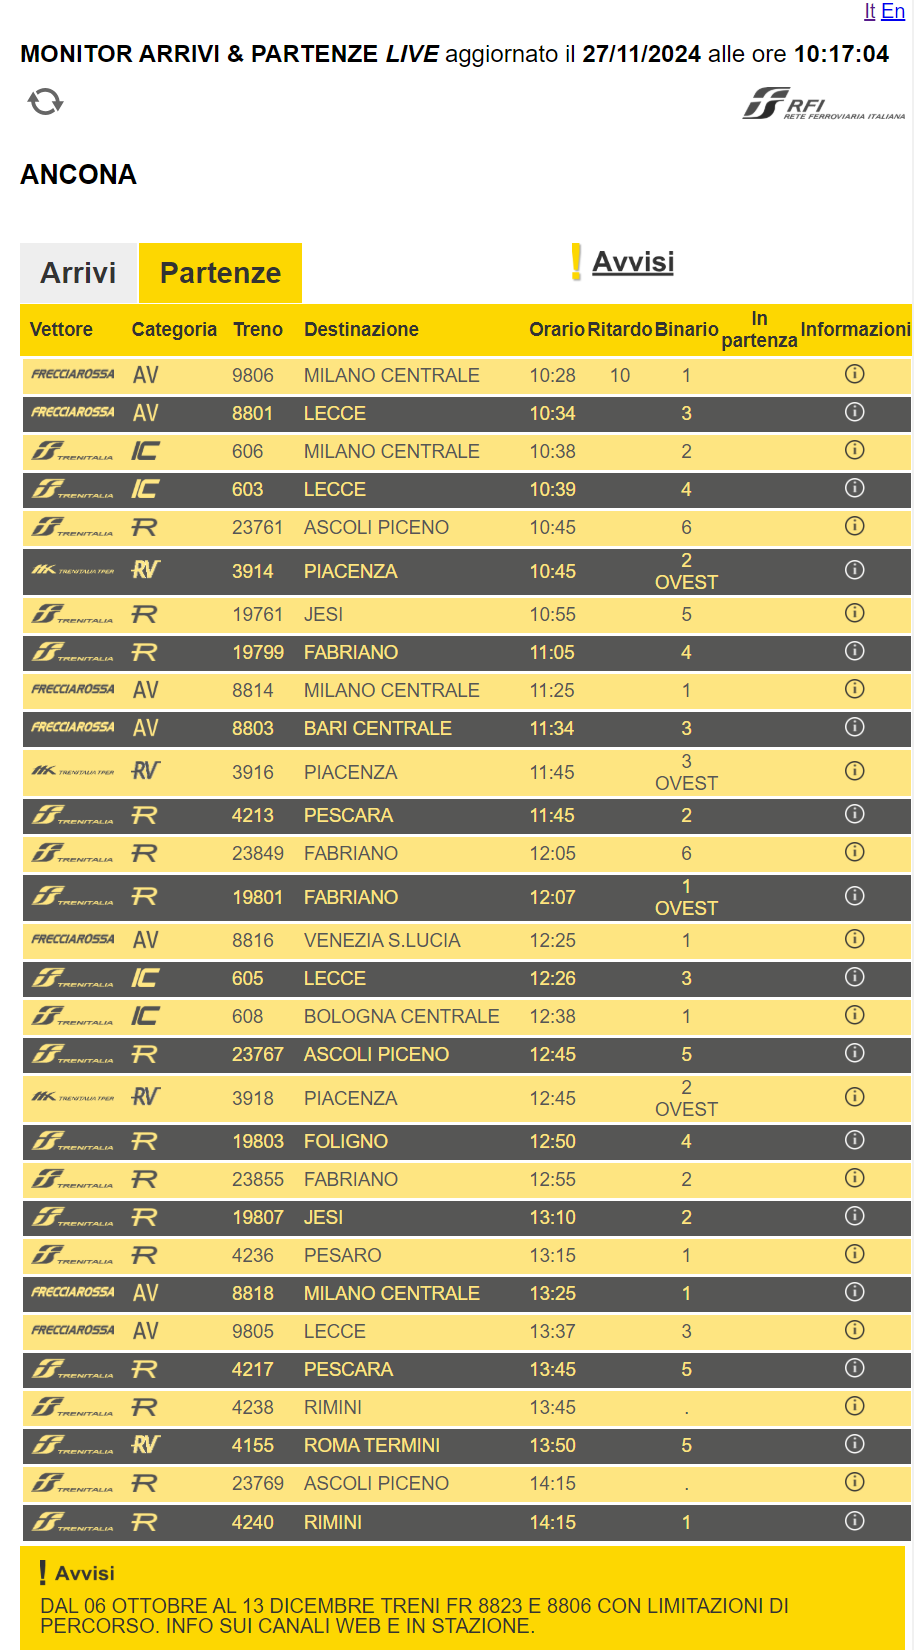 It En
MONITOR ARRIVI & PARTENZE LIVE aggiornato il 27/11/2024 alle ore 10:17:04
RFI
RETE FERROVIARIA ITALIANA
ANCONA
Arrivi Partenze Avvisi
Vettore Categoria Treno Destinazione Orario Ritardo Binario In partenza Informazioni
FRECCIAROSSA AV 9806 MILANO CENTRALE 10:28 10 1
FRECCIAROSSA AV 8801 LECCE 10:34 3
TRENITALIA IC 606 MILANO CENTRALE 10:38 2
TRENITALIA IC 603 LECCE 10:39 4
TRENITALIA R 23761 ASCOLI PICENO 10:45 6
TRENITALIA TPER RV 3914 PIACENZA 10:45 2 OVEST
TRENITALIA R 19761 JESI 10:55 5
TRENITALIA R 19799 FABRIANO 11:05 4
FRECCIAROSSA AV 8814 MILANO CENTRALE 11:25 1
FRECCIAROSSA AV 8803 BARI CENTRALE 11:34 3
TRENITALIA TPER RV 3916 PIACENZA 11:45 3 OVEST
TRENITALIA R 4213 PESCARA 11:45 2
TRENITALIA R 23849 FABRIANO 12:05 6
TRENITALIA R 19801 FABRIANO 12:07 1 OVEST
FRECCIAROSSA AV 8816 VENEZIA S.LUCIA 12:25 1
TRENITALIA IC 605 LECCE 12:26 3
TRENITALIA IC 608 BOLOGNA CENTRALE 12:38 1
TRENITALIA R 23767 ASCOLI PICENO 12:45 5
TRENITALIA TPER RV 3918 PIACENZA 12:45 2 OVEST
TRENITALIA R 19803 FOLIGNO 12:50 4
TRENITALIA R 23855 FABRIANO 12:55 2
TRENITALIA R 19807 JESI 13:10 2
TRENITALIA R 4236 PESARO 13:15 1
FRECCIAROSSA AV 8818 MILANO CENTRALE 13:25 1
FRECCIAROSSA AV 9805 LECCE 13:37 3
TRENITALIA R 4217 PESCARA 13:45 5
TRENITALIA R 4238 RIMINI 13:45 .
TRENITALIA RV 4155 ROMA TERMINI 13:50 5
TRENITALIA R 23769 ASCOLI PICENO 14:15 .
TRENITALIA R 4240 RIMINI 14:15 1
! Avvisi
DAL 06 OTTOBRE AL 13 DICEMBRE TRENI FR 8823 E 8806 CON LIMITAZIONI DI
PERCORSO. INFO SUI CANALI WEB E IN STAZIONE.